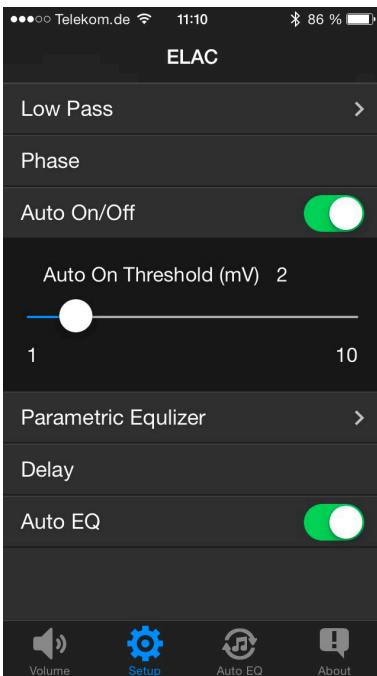 Telekom.de 11:10 86 %
ELAC
Low Pass
Phase
Auto On/Off
Auto On Threshold (mV) 2
1 10
Parametric Equlizer
Delay
Auto EQ
Volume Setup Auto EQ About